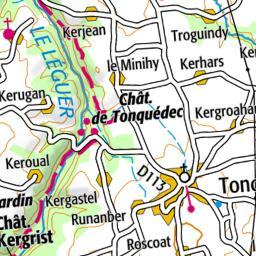 Kerjean
Troguindy
LE LÉGUER
le Minihy
Kerhars
Kerugan
Chât.
de Tonquédec
Kergroahan
Keroual
D113
ardin
Chât.
Kergrist
Kergastel
Runanber
Tonq
Roscoat